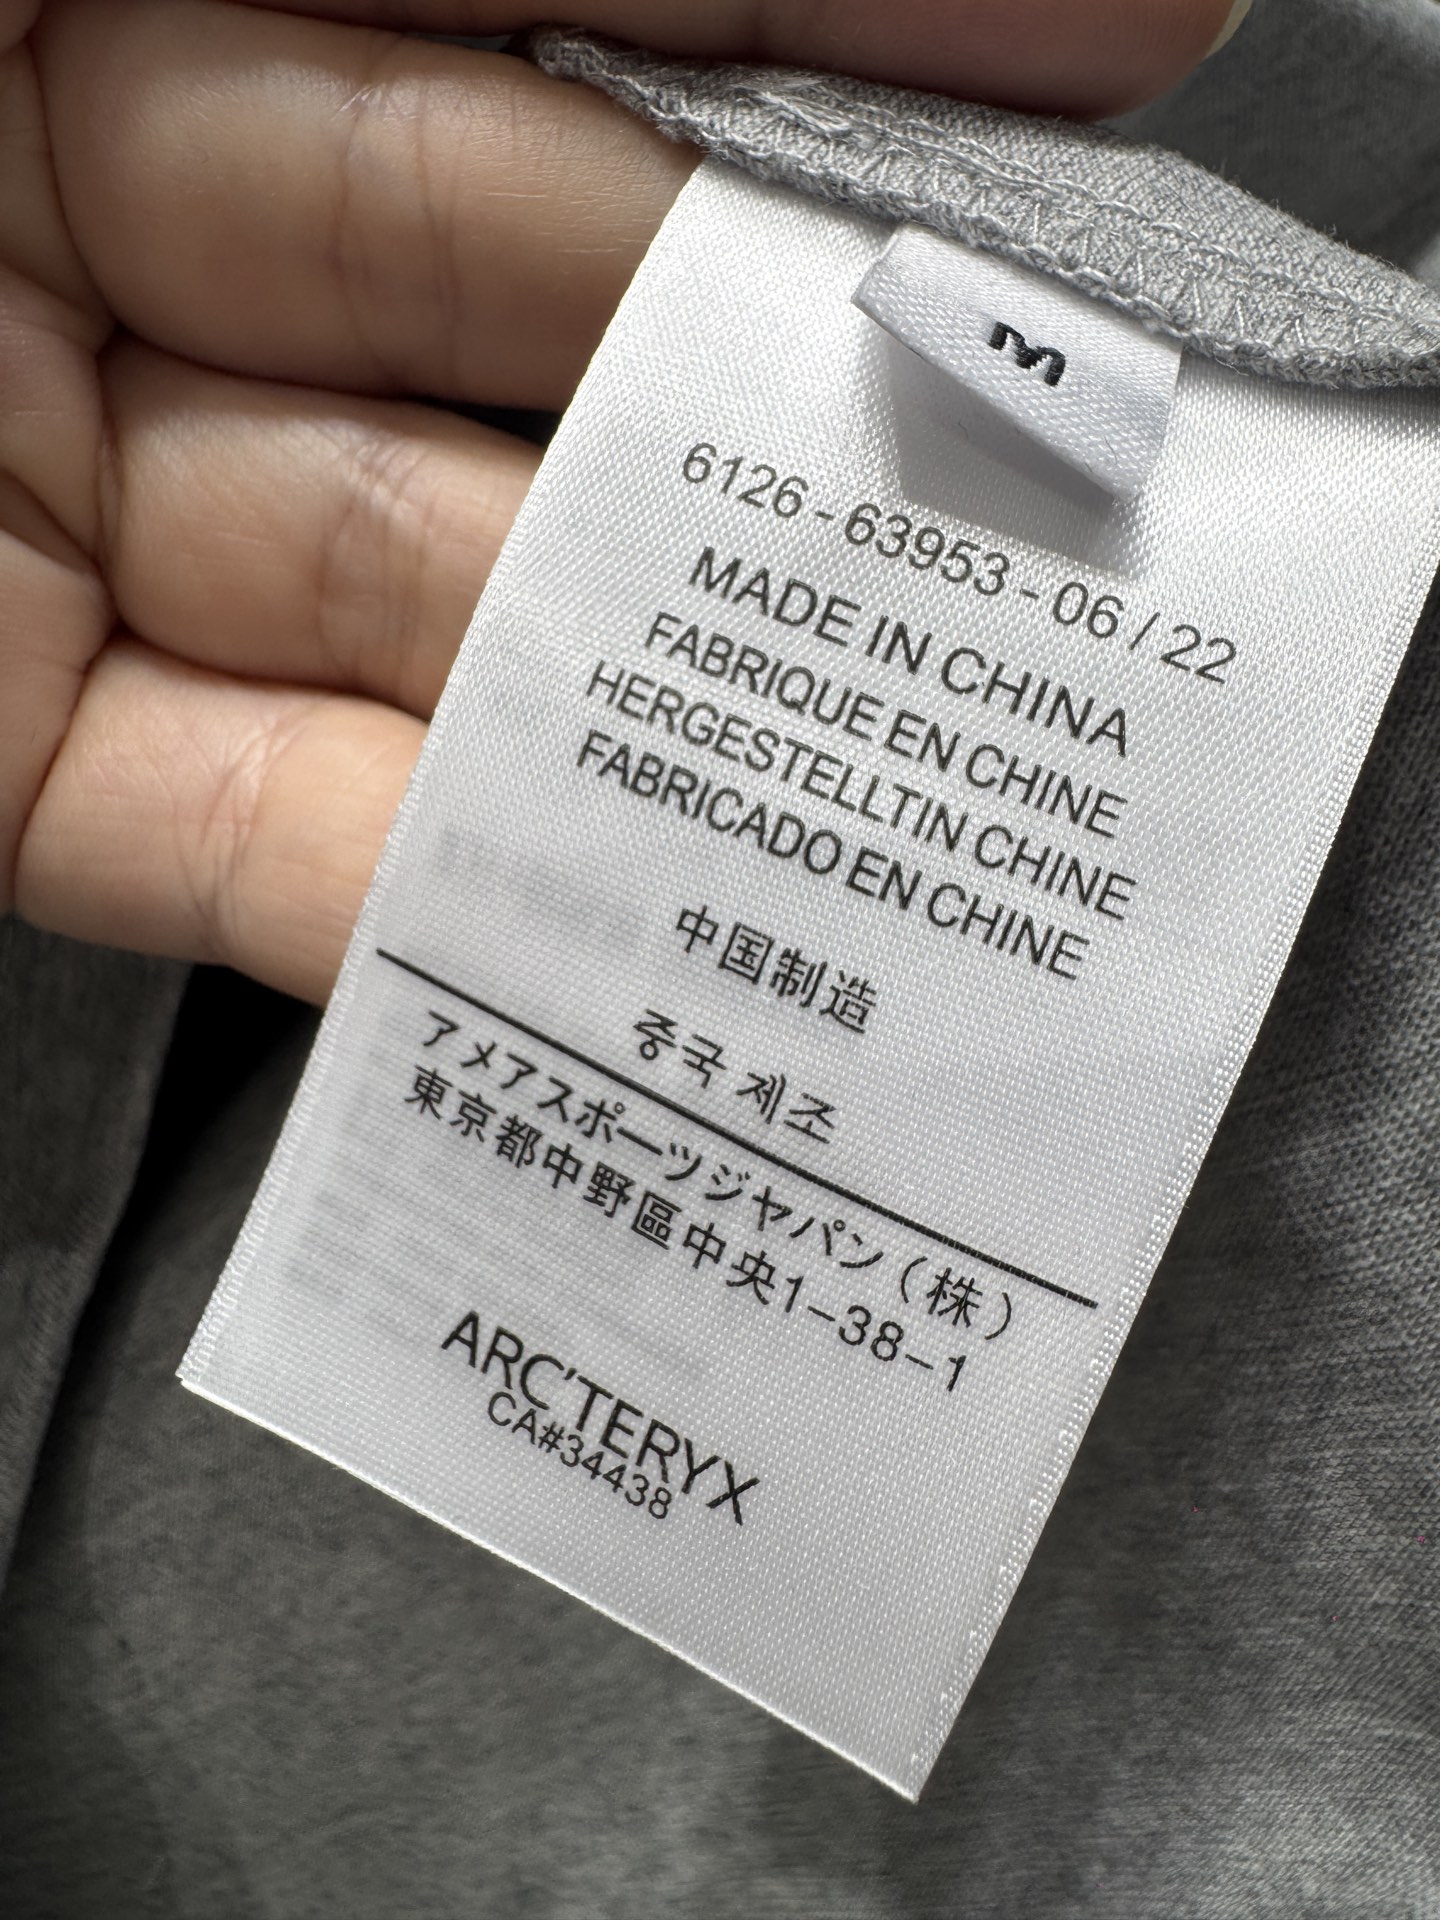 M
6126-63953-06/22
MADE IN CHINA
FABRIQUE EN CHINE
HERGESTELLTIN CHINE
FABRICADO EN CHINE
中国制造
중국 제조
アメアスポーツジャパン(株)
東京都中野區中央1-38-1
ARC'TERYX
CA#34438